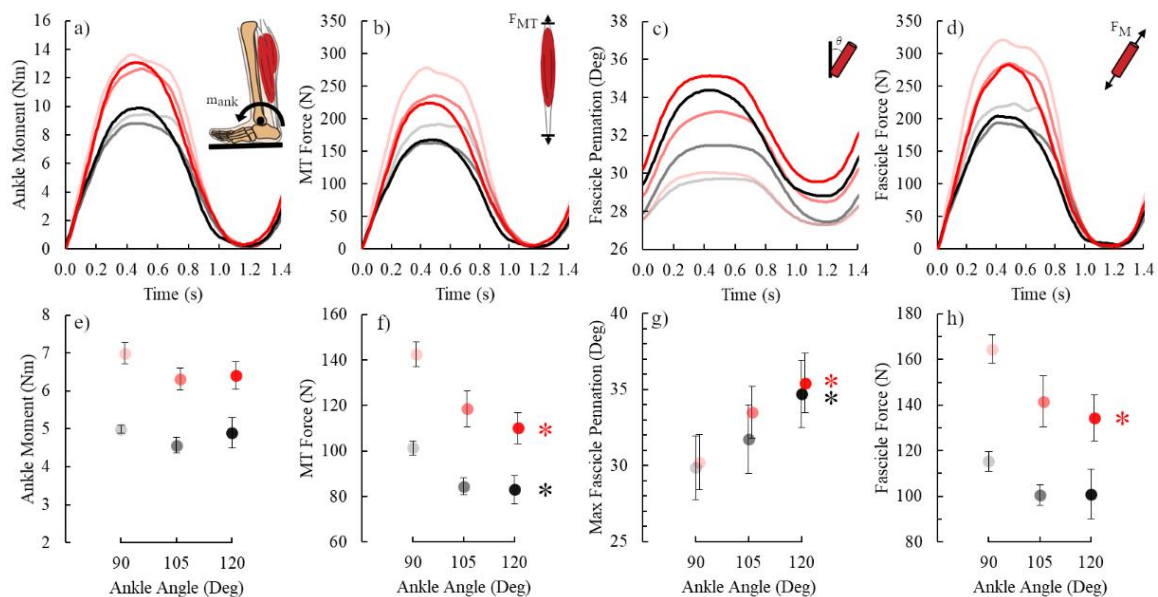 a)
Ankle Moment (Nm)
16
14
12
10
8
6
4
2
0
0.0 0.2 0.4 0.6 0.8 1.0 1.2 1.4
Time (s)
mank
b)
MT Force (N)
350
300
250
200
150
100
50
0
0.0 0.2 0.4 0.6 0.8 1.0 1.2 1.4
Time (s)
FMT
c)
Fascicle Pennation (Deg)
38
36
34
32
30
28
26
0.0 0.2 0.4 0.6 0.8 1.0 1.2 1.4
Time (s)
θ
d)
Fascicle Force (N)
350
300
250
200
150
100
50
0
0.0 0.2 0.4 0.6 0.8 1.0 1.2 1.4
Time (s)
FM
e)
Ankle Moment (Nm)
8
7
6
5
4
3
2
90 105 120
Ankle Angle (Deg)
f)
MT Force (N)
160
140
120
100
80
60
90 105 120
Ankle Angle (Deg)
*
*
g)
Max Fascicle Pennation (Deg)
40
35
30
25
90 105 120
Ankle Angle (Deg)
*
*
h)
Fascicle Force (N)
180
160
140
120
100
80
90 105 120
Ankle Angle (Deg)
*